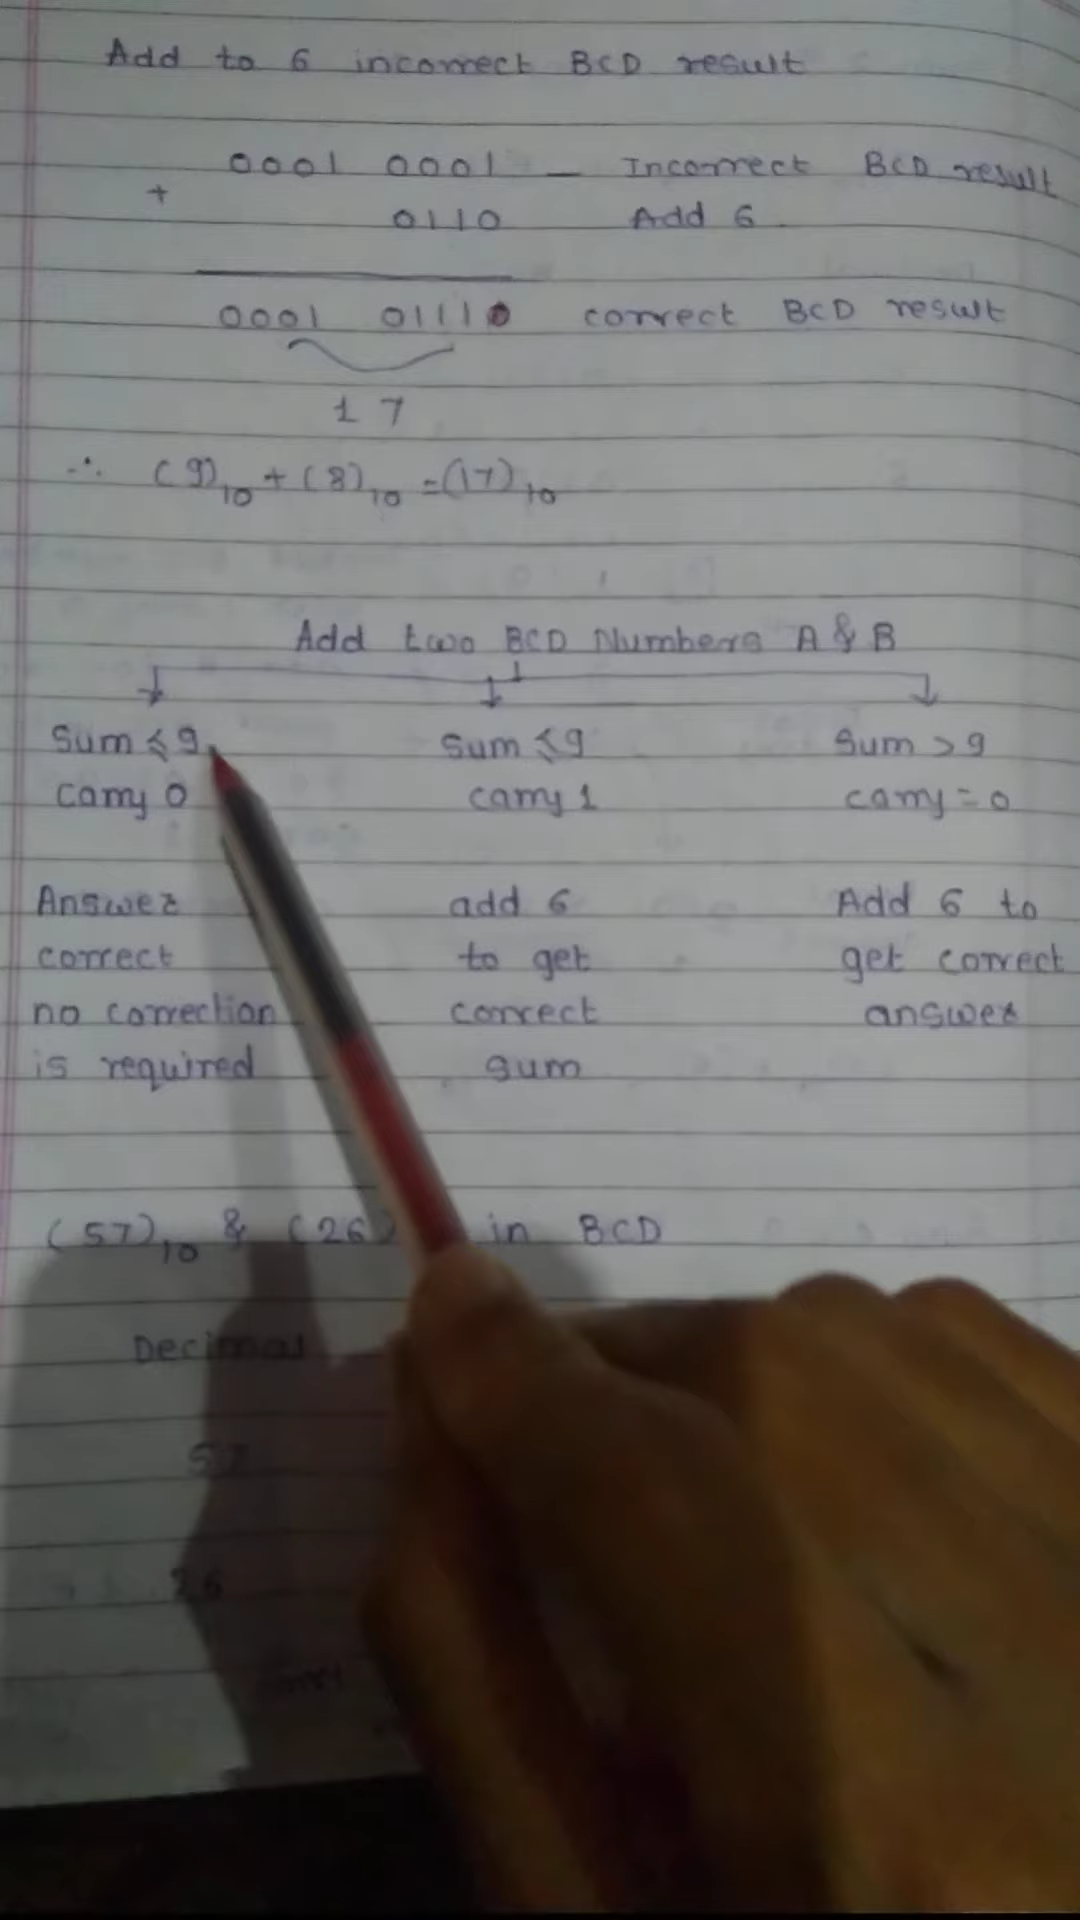 Add to 6 incorrect BCD result
0001 0001 — Incorrect BCD result
+
0110 Add 6
0001 0111 correct BCD result
1 7
∴ (9)10 + (8)10 = (17)10
Add two BCD Numbers A & B
Sum ≤ 9 Sum ≤ 9 Sum > 9
carry 0 carry 1 carry = 0
Answer add 6 Add 6 to
correct to get get correct
no correction correct answer
is required sum
(57)10 & (26) in BCD
Decimal
57
26